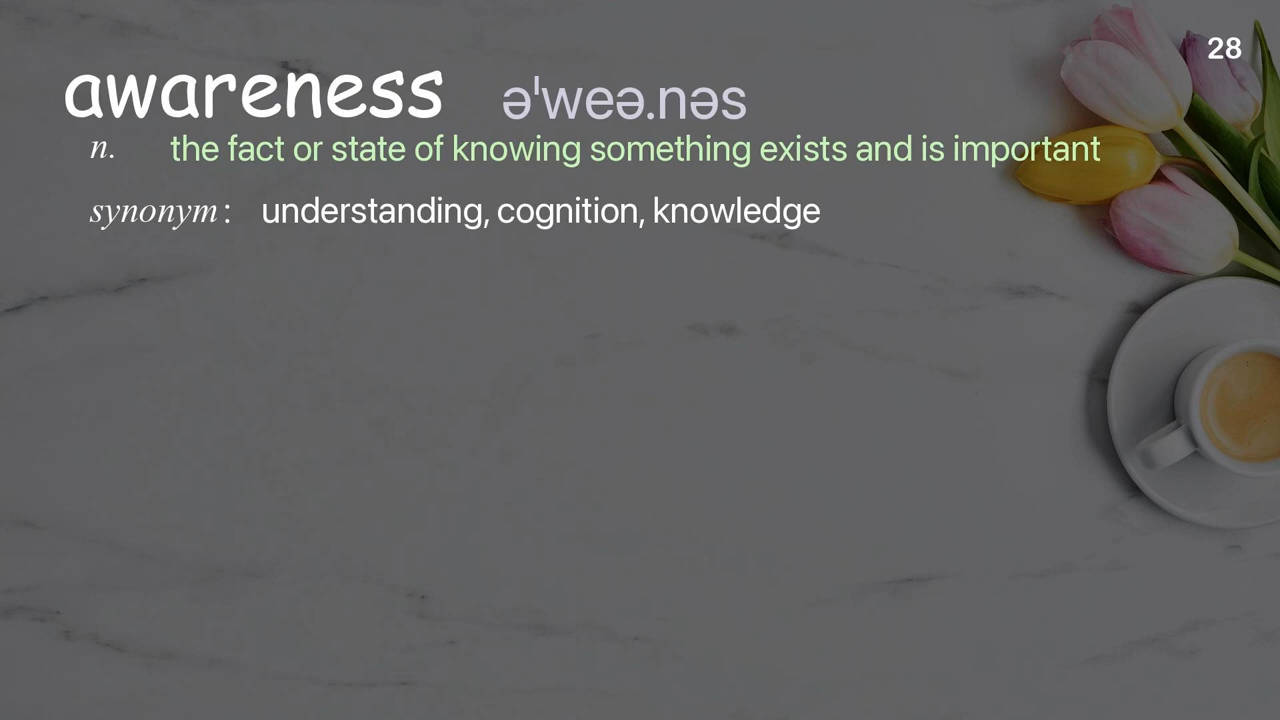 28
awareness əˈweə.nəs
n. the fact or state of knowing something exists and is important
synonym: understanding, cognition, knowledge